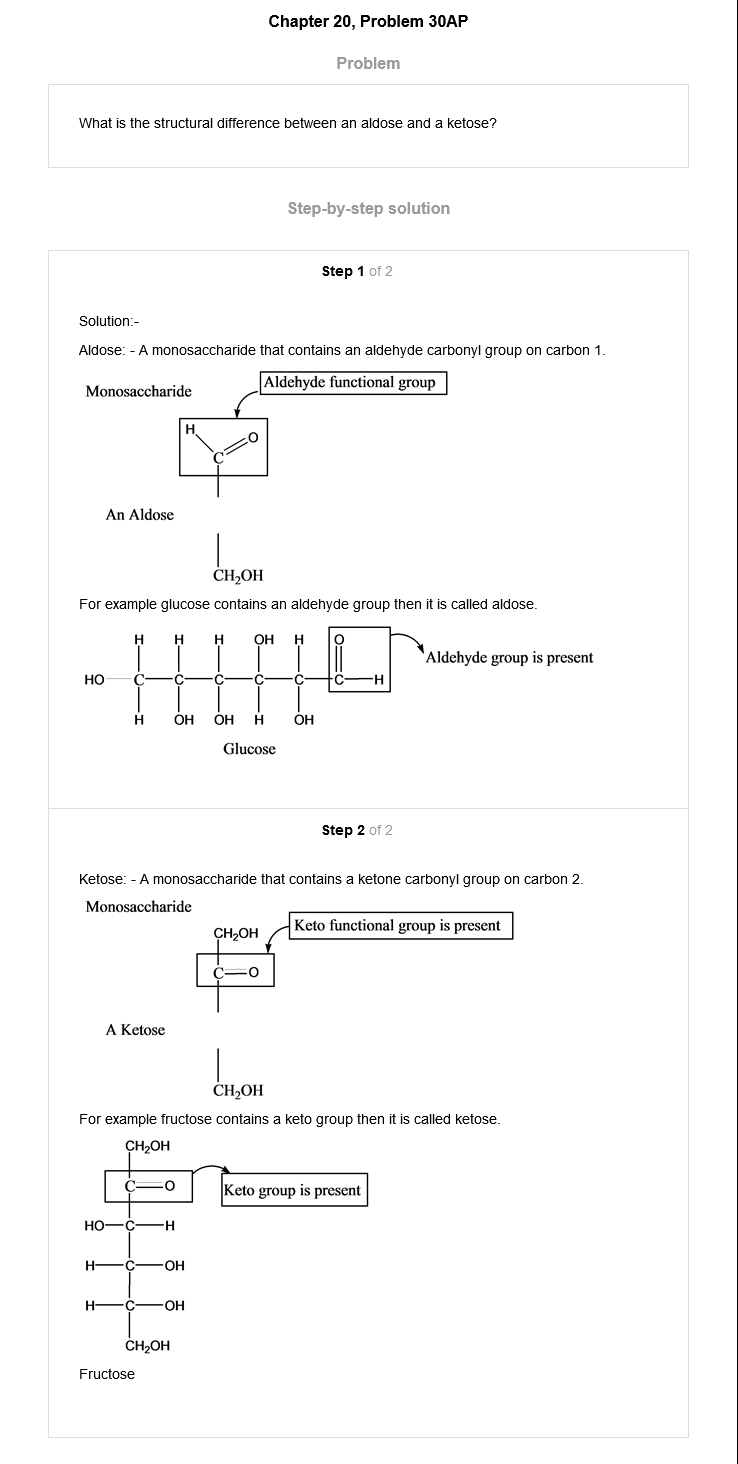 Chapter 20, Problem 30AP
Problem
What is the structural difference between an aldose and a ketose?
Step-by-step solution
Step 1 of 2
Solution:-
Aldose: - A monosaccharide that contains an aldehyde carbonyl group on carbon 1.
Monosaccharide
Aldehyde functional group
H
O
C
An Aldose
CH₂OH
For example glucose contains an aldehyde group then it is called aldose.
H H H OH H O
Aldehyde group is present
HO C C C C C C H
H OH OH H OH
Glucose
Step 2 of 2
Ketose: - A monosaccharide that contains a ketone carbonyl group on carbon 2.
Monosaccharide
Keto functional group is present
CH₂OH
C O
A Ketose
CH₂OH
For example fructose contains a keto group then it is called ketose.
CH₂OH
C O
Keto group is present
HO C H
H C OH
H C OH
CH₂OH
Fructose